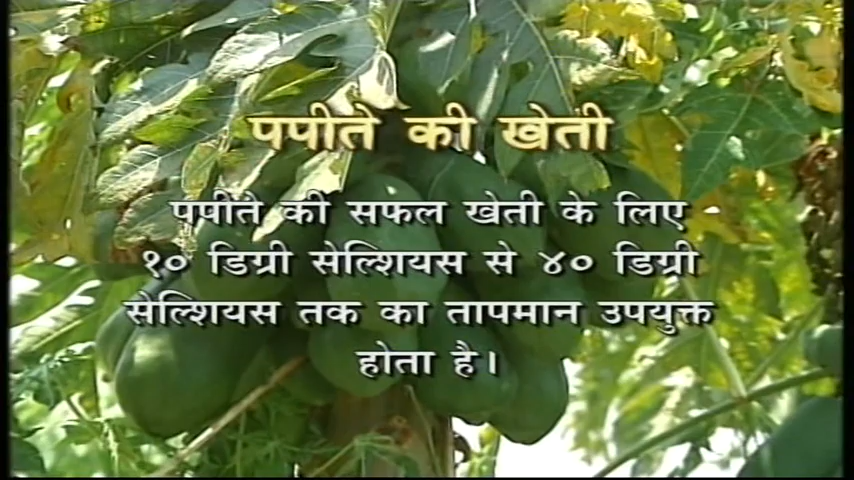 पपीते की खेती
पपीते की सफल खेती के लिए
१० डिग्री सेल्शियस से ४० डिग्री
सेल्शियस तक का तापमान उपयुक्त
होता है।